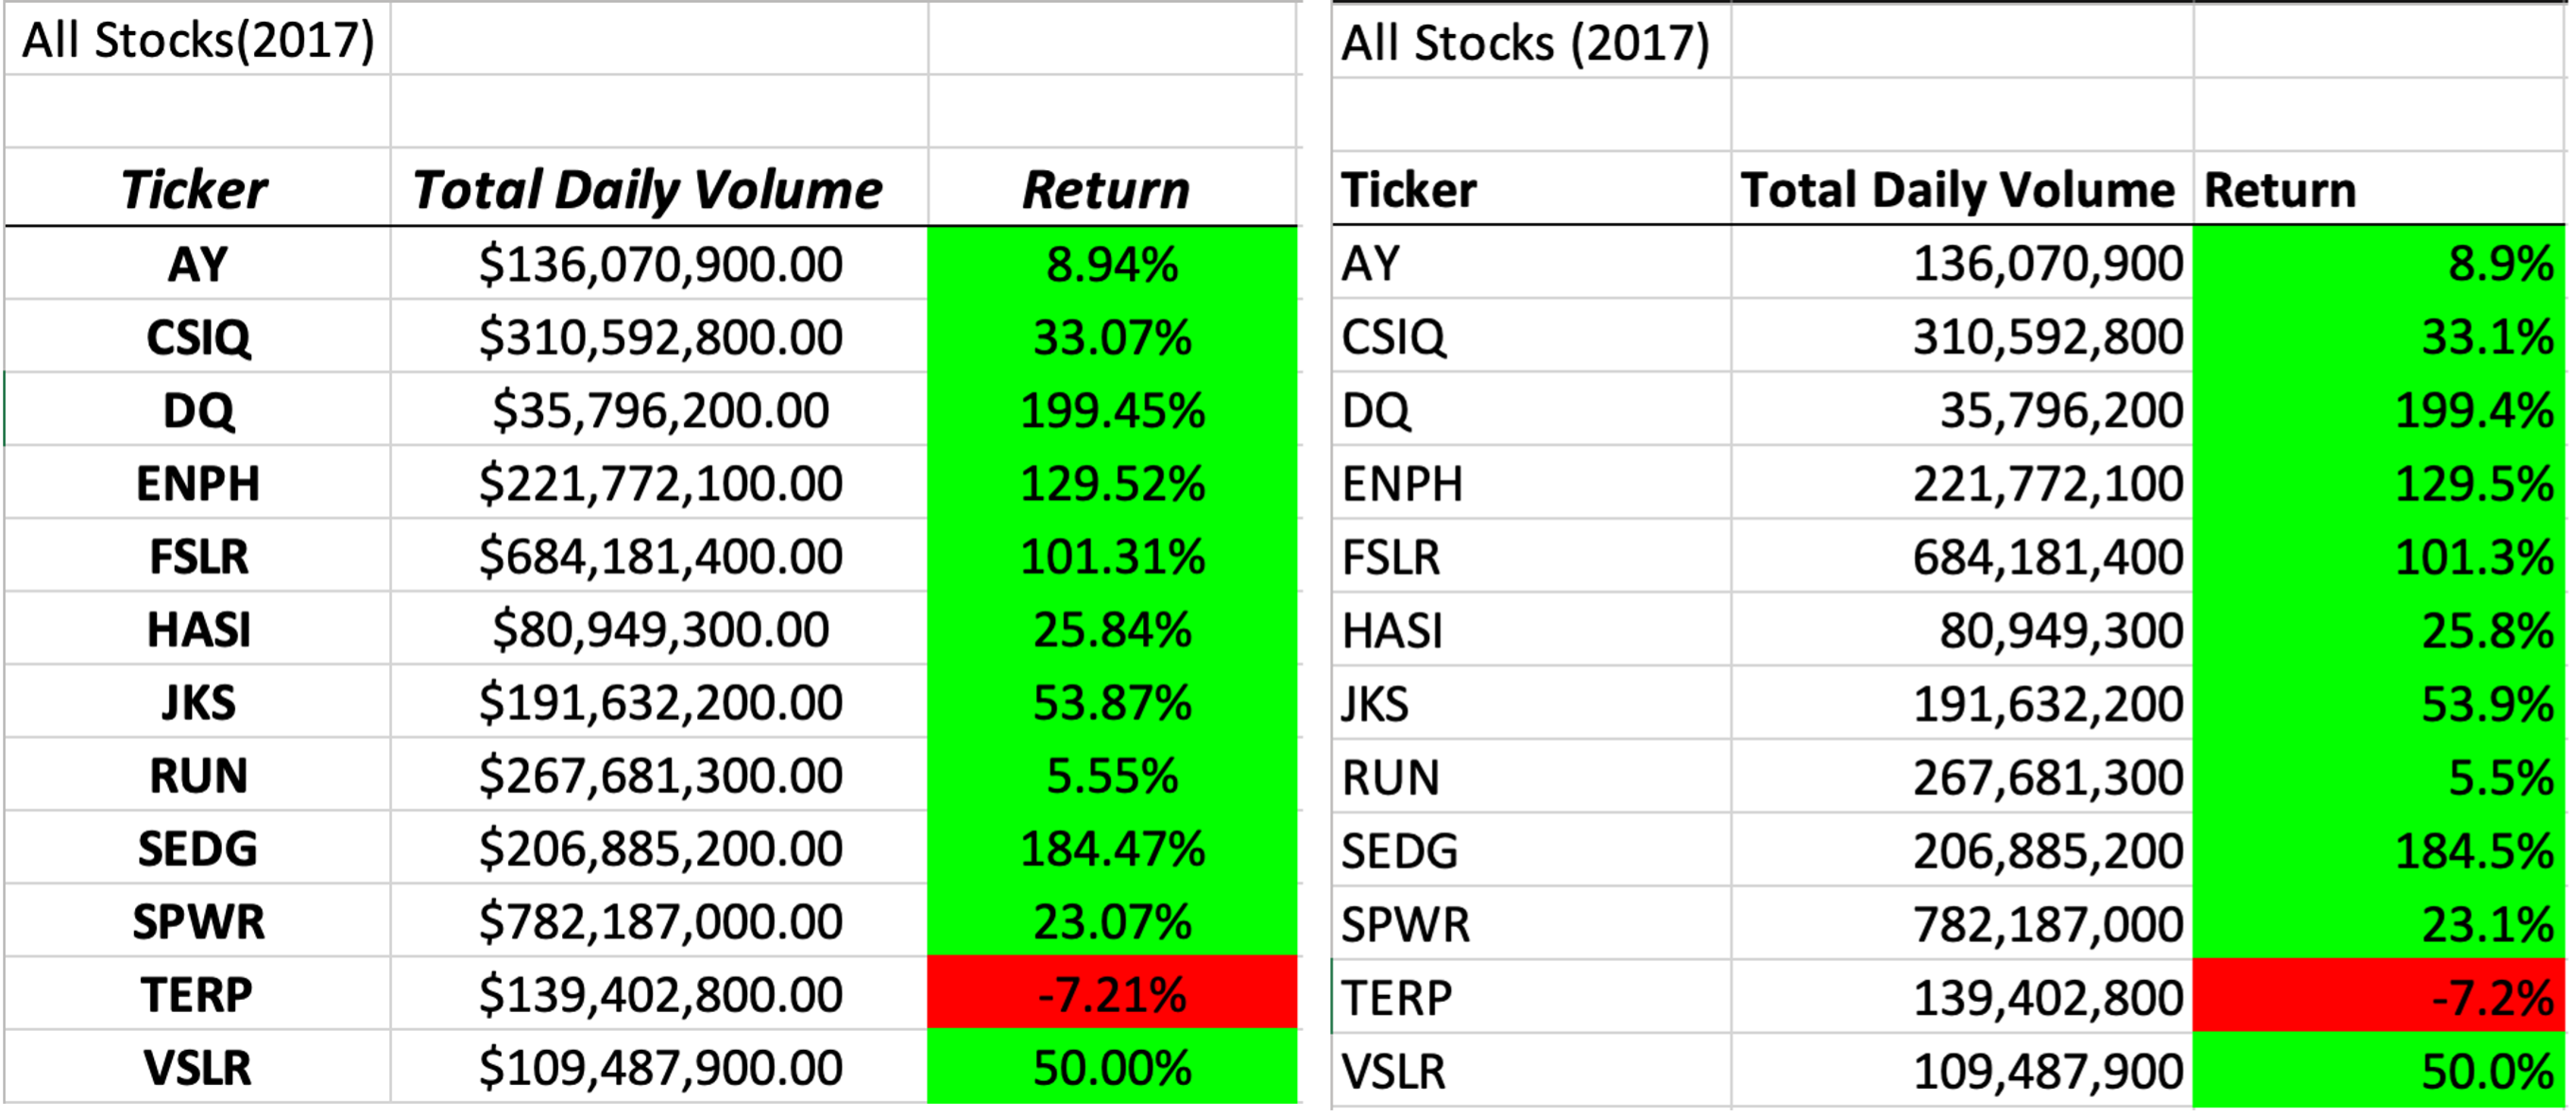 All Stocks(2017)
Ticker Total Daily Volume Return
AY $136,070,900.00 8.94%
CSIQ $310,592,800.00 33.07%
DQ $35,796,200.00 199.45%
ENPH $221,772,100.00 129.52%
FSLR $684,181,400.00 101.31%
HASI $80,949,300.00 25.84%
JKS $191,632,200.00 53.87%
RUN $267,681,300.00 5.55%
SEDG $206,885,200.00 184.47%
SPWR $782,187,000.00 23.07%
TERP $139,402,800.00 -7.21%
VSLR $109,487,900.00 50.00%
All Stocks (2017)
Ticker Total Daily Volume Return
AY 136,070,900 8.9%
CSIQ 310,592,800 33.1%
DQ 35,796,200 199.4%
ENPH 221,772,100 129.5%
FSLR 684,181,400 101.3%
HASI 80,949,300 25.8%
JKS 191,632,200 53.9%
RUN 267,681,300 5.5%
SEDG 206,885,200 184.5%
SPWR 782,187,000 23.1%
TERP 139,402,800 -7.2%
VSLR 109,487,900 50.0%